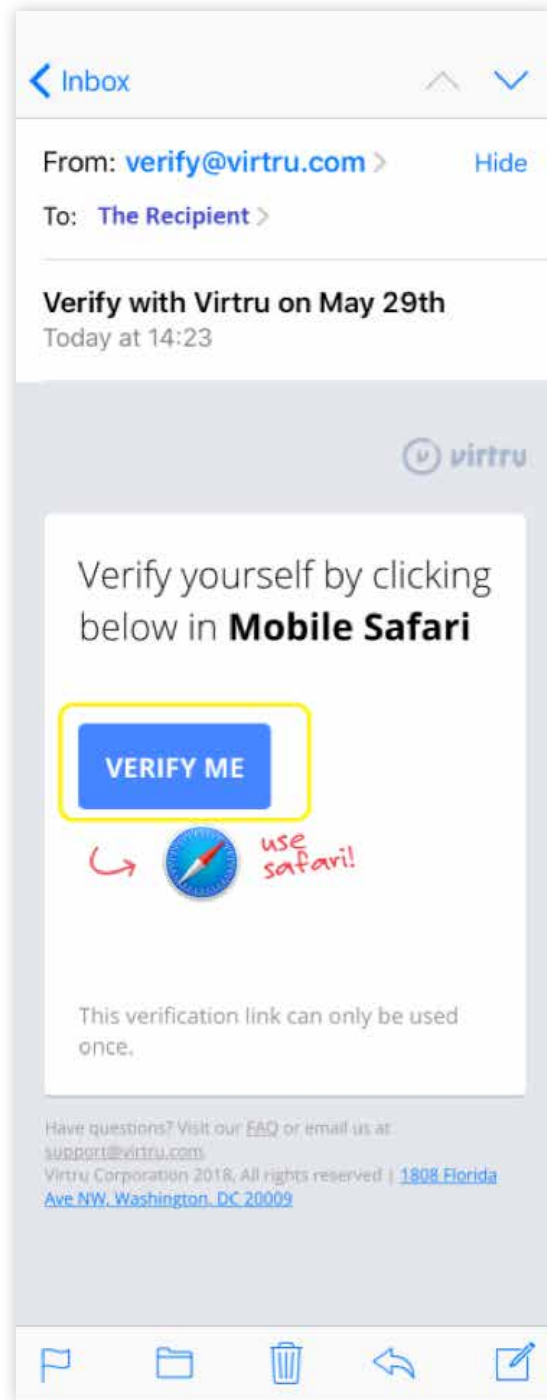 Inbox
From: verify@virtru.com Hide
To: The Recipient
Verify with Virtru on May 29th
Today at 14:23
virtru
Verify yourself by clicking
below in Mobile Safari
VERIFY ME
use
safari!
This verification link can only be used
once.
Have questions? Visit our FAQ or email us at
support@virtru.com
Virtru Corporation 2018, All rights reserved | 1808 Florida
Ave NW, Washington, DC 20009